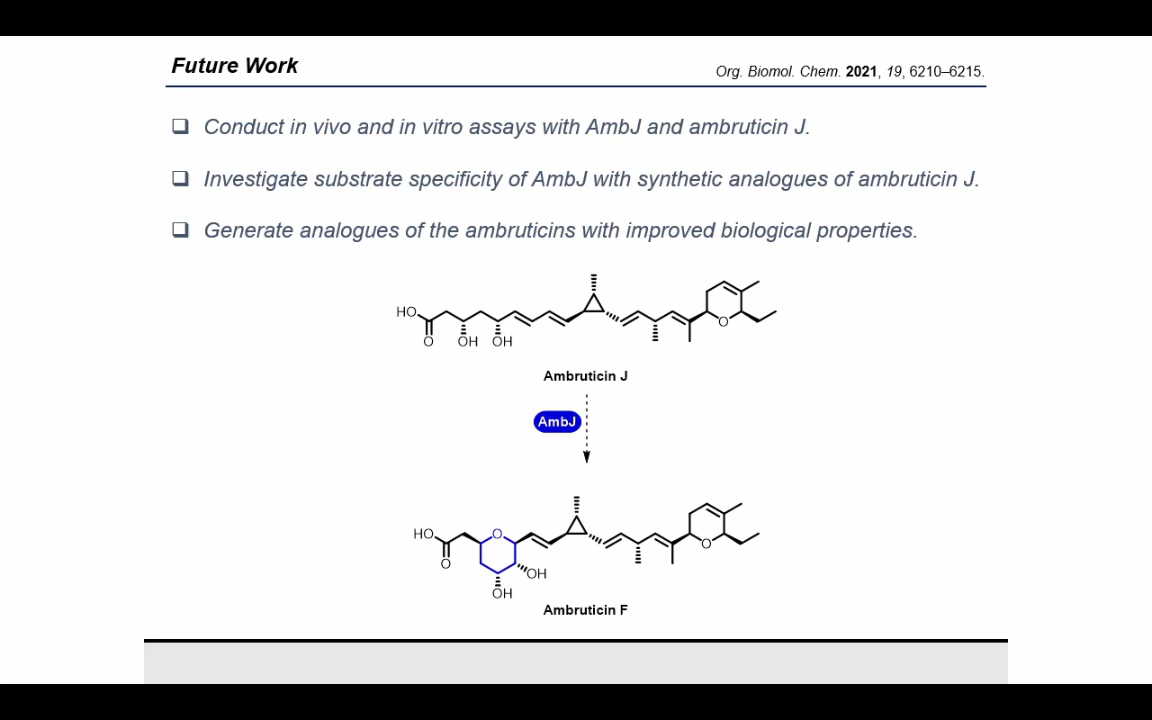 Future Work
Org. Biomol. Chem. 2021, 19, 6210–6215.
❑ Conduct in vivo and in vitro assays with AmbJ and ambruticin J.
❑ Investigate substrate specificity of AmbJ with synthetic analogues of ambruticin J.
❑ Generate analogues of the ambruticins with improved biological properties.
HO
O
OH
OH
O
Ambruticin J
AmbJ
HO
O
O
OH
OH
O
Ambruticin F